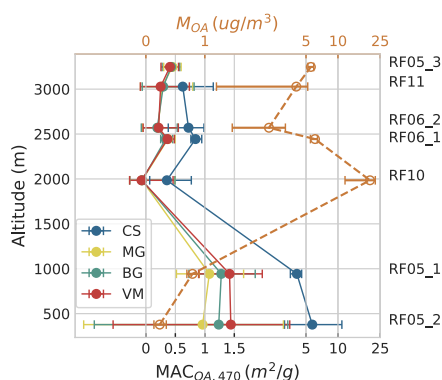 M_OA (ug/m³)
0 1 5 10 25
RF05_3
RF11
RF06_2
RF06_1
RF10
RF05_1
RF05_2
Altitude (m)
3000
2500
2000
1500
1000
500
CS
MG
BG
VM
0 0.5 1 1.5 5 10 25
MAC_OA, 470 (m²/g)